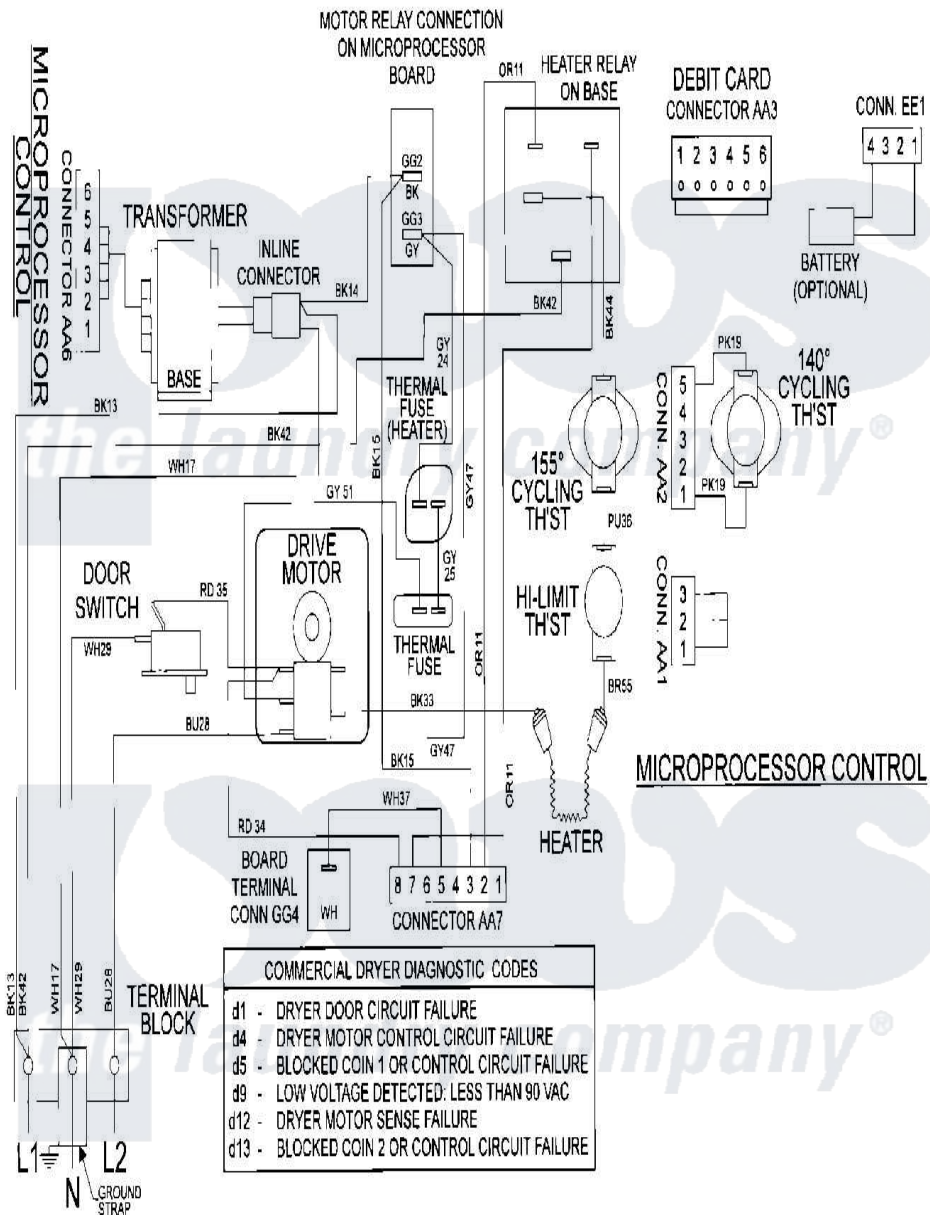 MOTOR RELAY CONNECTION
ON MICROPROCESSOR
BOARD
OR11
HEATER RELAY
ON BASE
DEBIT CARD
CONNECTOR AA3
1 2 3 4 5 6
CONN. EE1
4 3 2 1
BATTERY
(OPTIONAL)
MICROPROCESSOR
CONTROL
CONNECTOR AA6
6
5
4
3
2
1
TRANSFORMER
BASE
INLINE
CONNECTOR
GG2
BK
GG3
GY
BK14
BK42
BK44
GY
24
THERMAL
FUSE
(HEATER)
BK13
BK42
WH17
GY 51
BK15
GY47
155°
CYCLING
TH'ST
CONN. AA2
5
4
3
2
1
PK19
PK19
140°
CYCLING
TH'ST
PU36
GY
25
DRIVE
MOTOR
DOOR
SWITCH
RD 35
WH29
THERMAL
FUSE
HI-LIMIT
TH'ST
CONN. AA1
3
2
1
OR11
BR55
BK33
BU28
GY47
BK15
OR11
HEATER
MICROPROCESSOR CONTROL
WH37
RD 34
BOARD
TERMINAL
CONN GG4
WH
8 7 6 5 4 3 2 1
CONNECTOR AA7
BK13
BK42
WH17
WH29
BU28
TERMINAL
BLOCK
L1
N
L2
GROUND
STRAP
COMMERCIAL DRYER DIAGNOSTIC CODES
d1 - DRYER DOOR CIRCUIT FAILURE
d4 - DRYER MOTOR CONTROL CIRCUIT FAILURE
d5 - BLOCKED COIN 1 OR CONTROL CIRCUIT FAILURE
d9 - LOW VOLTAGE DETECTED: LESS THAN 90 VAC
d12 - DRYER MOTOR SENSE FAILURE
d13 - BLOCKED COIN 2 OR CONTROL CIRCUIT FAILURE
the laundry company®
the laundry company®